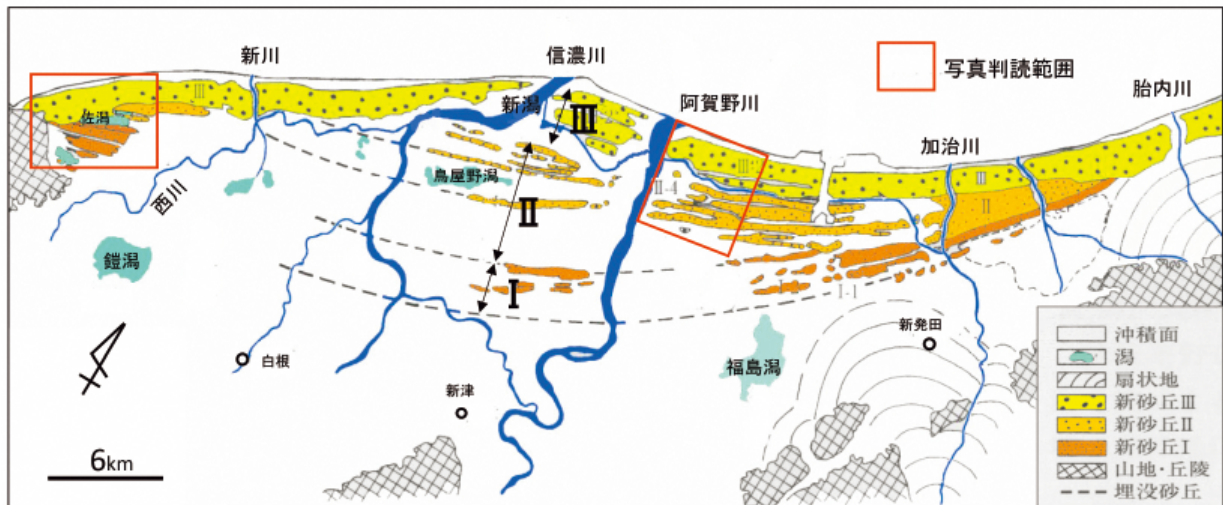 新川
信濃川
写真判読範囲
胎内川
阿賀野川
加治川
新潟
佐潟
鳥屋野潟
西川
鎧潟
白根
新津
福島潟
新発田
III
III
III
III
II
II-4
II
I
I-2
I-1
6km
沖積面
潟
扇状地
新砂丘III
新砂丘II
新砂丘I
山地・丘陵
埋没砂丘